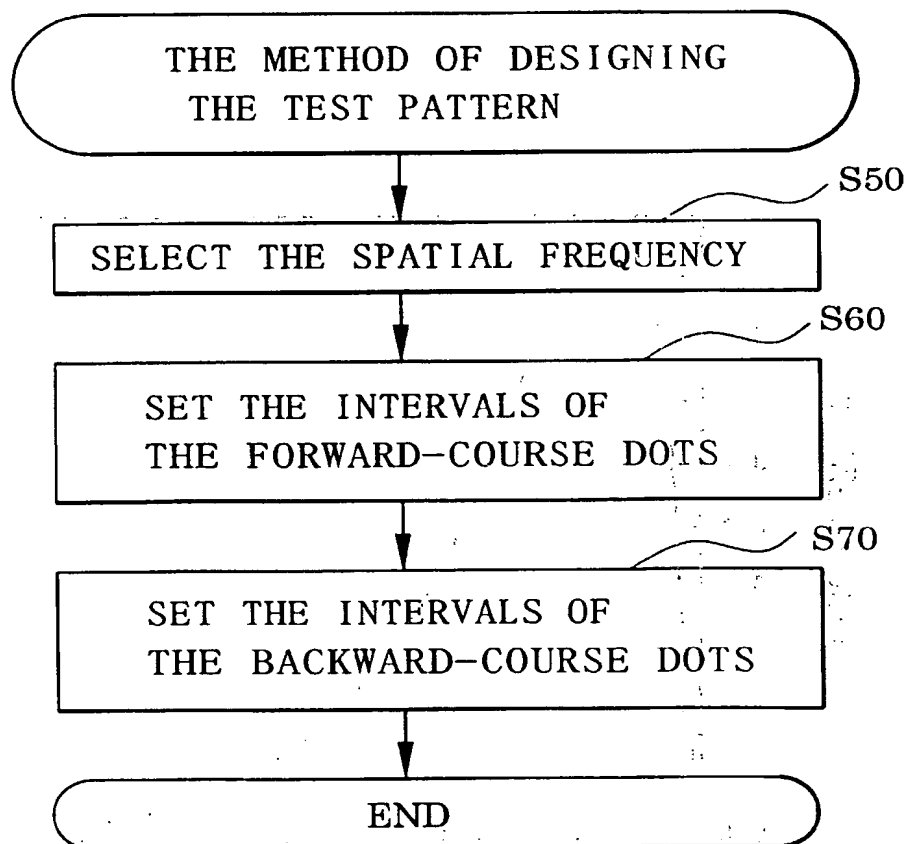 THE METHOD OF DESIGNING
THE TEST PATTERN
S50
SELECT THE SPATIAL FREQUENCY
S60
SET THE INTERVALS OF
THE FORWARD-COURSE DOTS
S70
SET THE INTERVALS OF
THE BACKWARD-COURSE DOTS
END